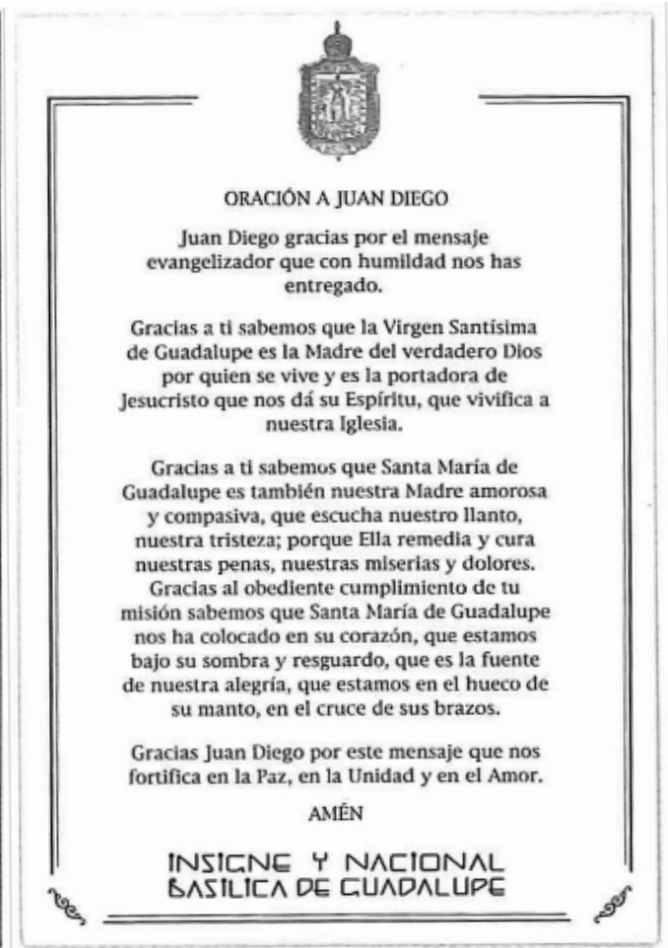 ORACIÓN A JUAN DIEGO
Juan Diego gracias por el mensaje
evangelizador que con humildad nos has
entregado.
Gracias a ti sabemos que la Virgen Santísima
de Guadalupe es la Madre del verdadero Dios
por quien se vive y es la portadora de
Jesucristo que nos dá su Espíritu, que vivifica a
nuestra Iglesia.
Gracias a ti sabemos que Santa María de
Guadalupe es también nuestra Madre amorosa
y compasiva, que escucha nuestro llanto,
nuestra tristeza; porque Ella remedia y cura
nuestras penas, nuestras miserias y dolores.
Gracias al obediente cumplimiento de tu
misión sabemos que Santa María de Guadalupe
nos ha colocado en su corazón, que estamos
bajo su sombra y resguardo, que es la fuente
de nuestra alegría, que estamos en el hueco de
su manto, en el cruce de sus brazos.
Gracias Juan Diego por este mensaje que nos
fortifica en la Paz, en la Unidad y en el Amor.
AMÉN
INSIGNE Y NACIONAL
BASÍLICA DE GUADALUPE